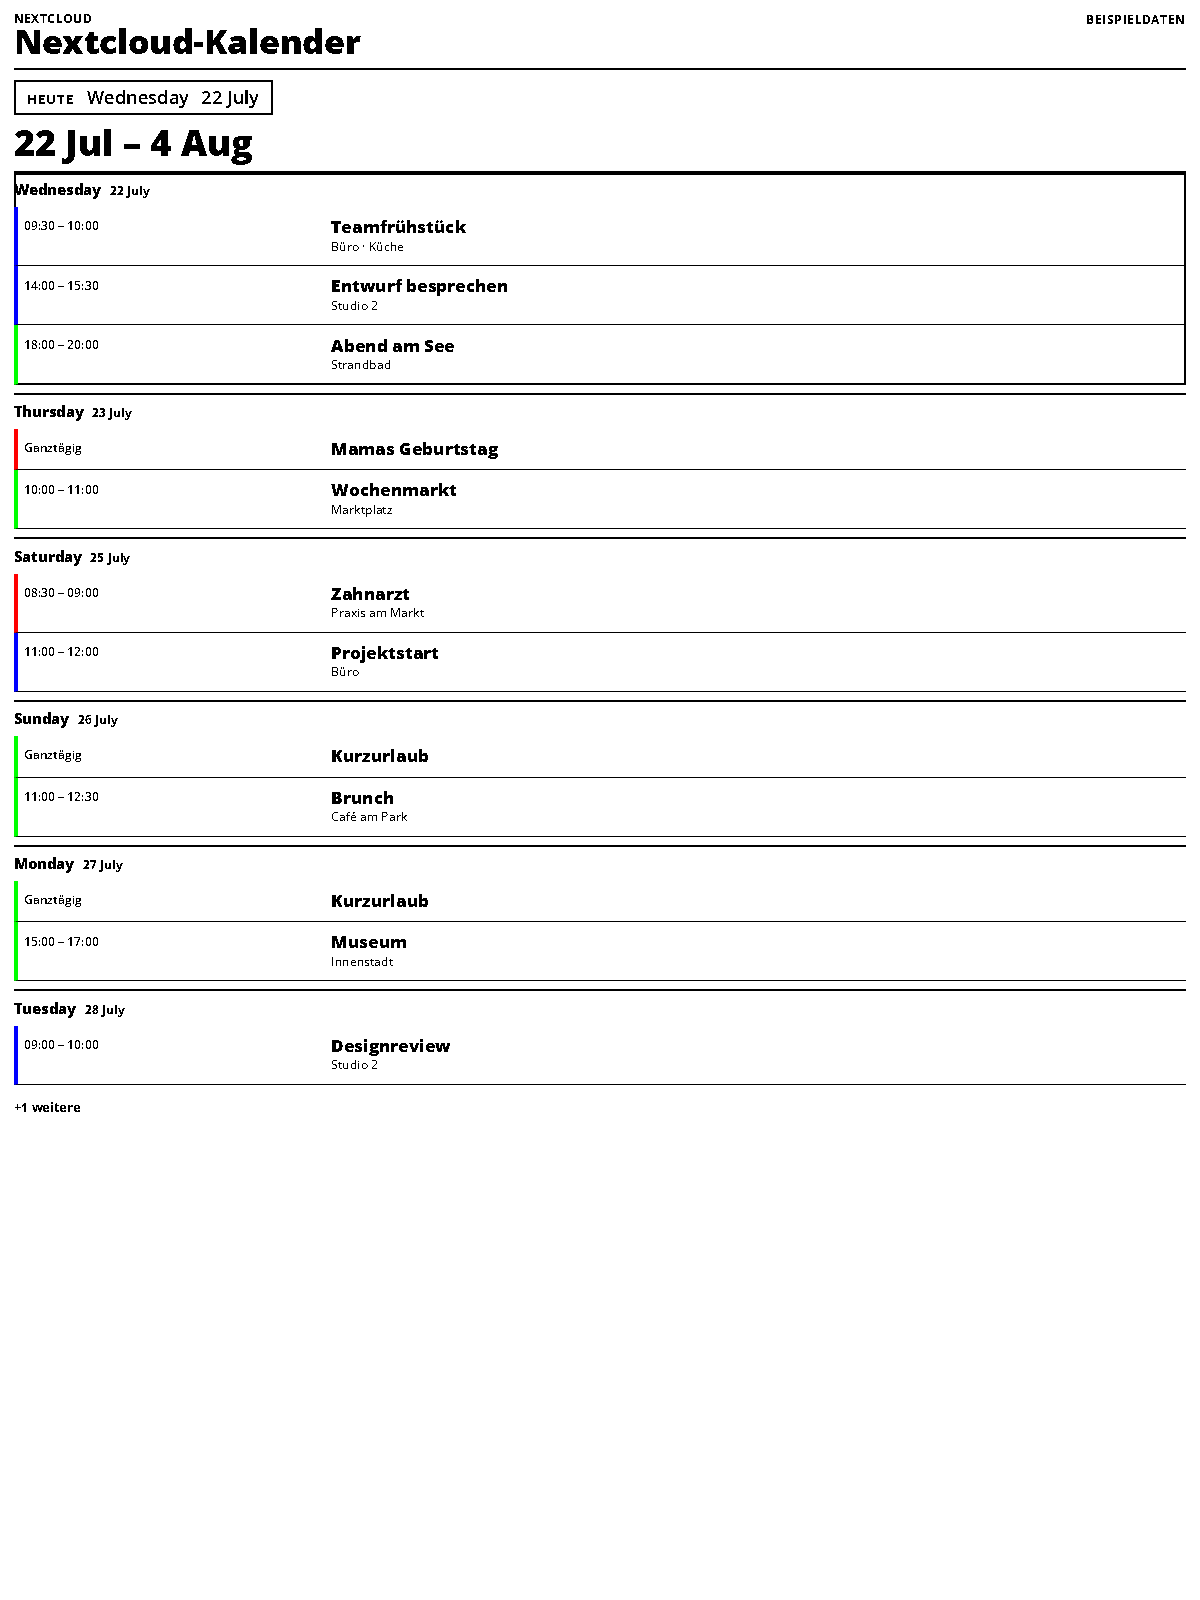 NEXTCLOUD
BEISPIELDATEN
Nextcloud-Kalender
HEUTE Wednesday 22 July
22 Jul – 4 Aug
Wednesday 22 July
09:30 – 10:00 Teamfrühstück
Büro · Küche
14:00 – 15:30 Entwurf besprechen
Studio 2
18:00 – 20:00 Abend am See
Strandbad
Thursday 23 July
Ganztägig Mamas Geburtstag
10:00 – 11:00 Wochenmarkt
Marktplatz
Saturday 25 July
08:30 – 09:00 Zahnarzt
Praxis am Markt
11:00 – 12:00 Projektstart
Büro
Sunday 26 July
Ganztägig Kurzurlaub
11:00 – 12:30 Brunch
Café am Park
Monday 27 July
Ganztägig Kurzurlaub
15:00 – 17:00 Museum
Innenstadt
Tuesday 28 July
09:00 – 10:00 Designreview
Studio 2
+1 weitere